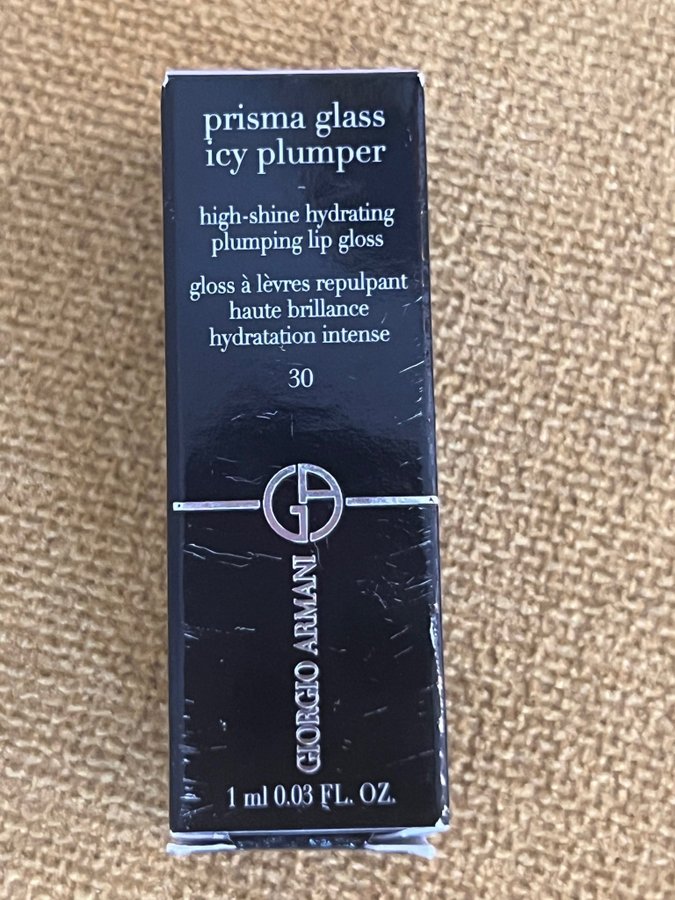 prisma glass
icy plumper
-
high-shine hydrating
plumping lip gloss
gloss à lèvres repulpant
haute brillance
hydratation intense
30
GA
GIORGIO ARMANI
1 ml 0.03 FL. OZ.